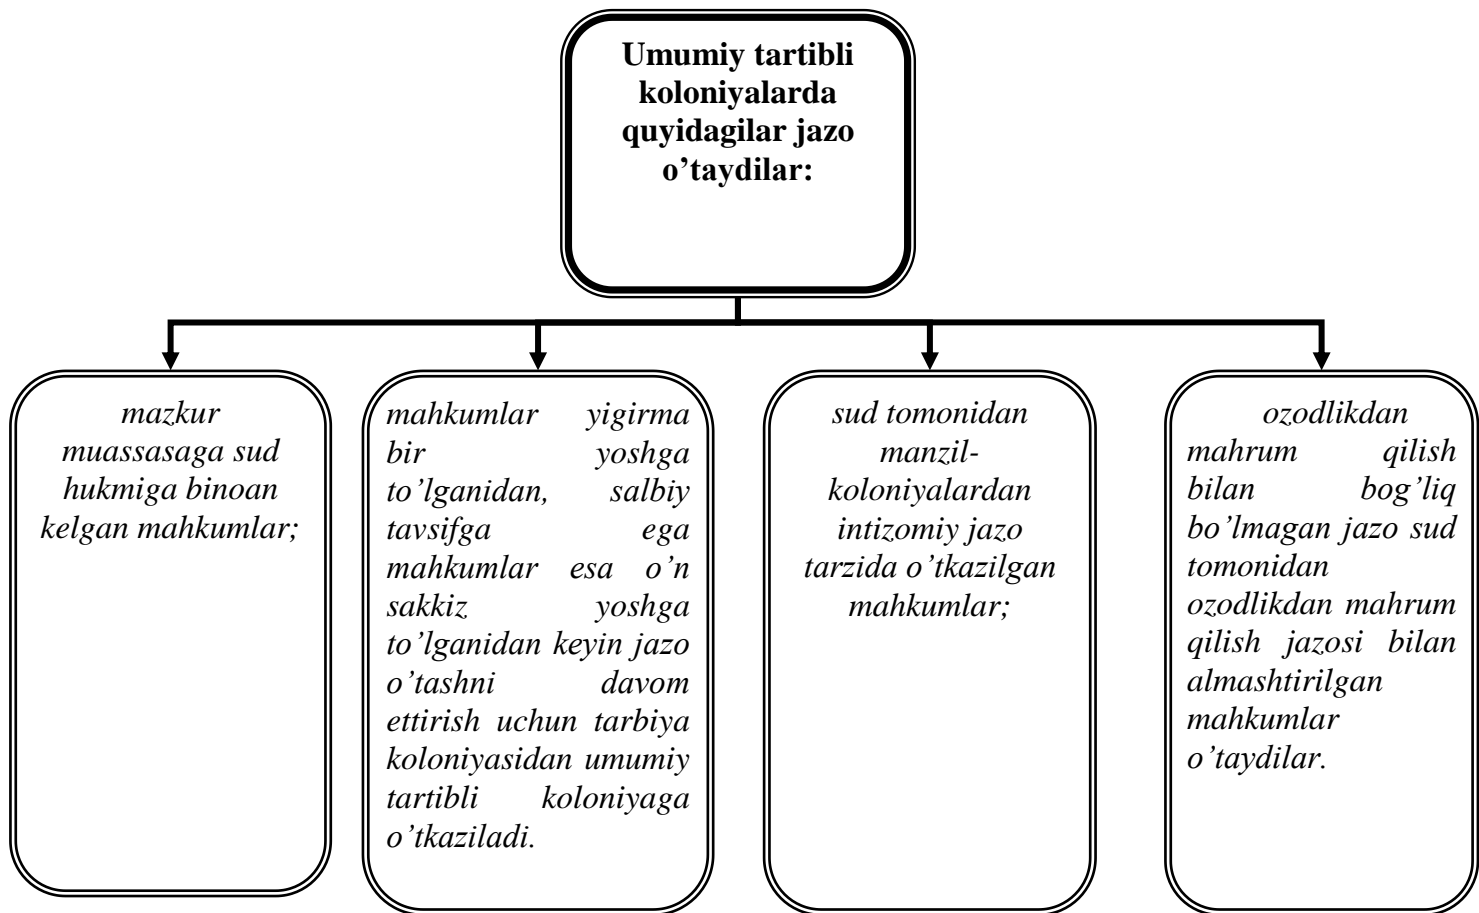 Umumiy tartibli
koloniyalarda
quyidagilar jazo
o’taydilar:
mazkur
muassasaga sud
hukmiga binoan
kelgan mahkumlar;
mahkumlar yigirma
bir yoshga
to’lganidan, salbiy
tavsifga ega
mahkumlar esa o’n
sakkiz yoshga
to’lganidan keyin jazo
o’tashni davom
ettirish uchun tarbiya
koloniyasidan umumiy
tartibli koloniyaga
o’tkaziladi.
sud tomonidan
manzil-
koloniyalardan
intizomiy jazo
tarzida o’tkazilgan
mahkumlar;
ozodlikdan
mahrum qilish
bilan bog’liq
bo’lmagan jazo sud
tomonidan
ozodlikdan mahrum
qilish jazosi bilan
almashtirilgan
mahkumlar
o’taydilar.